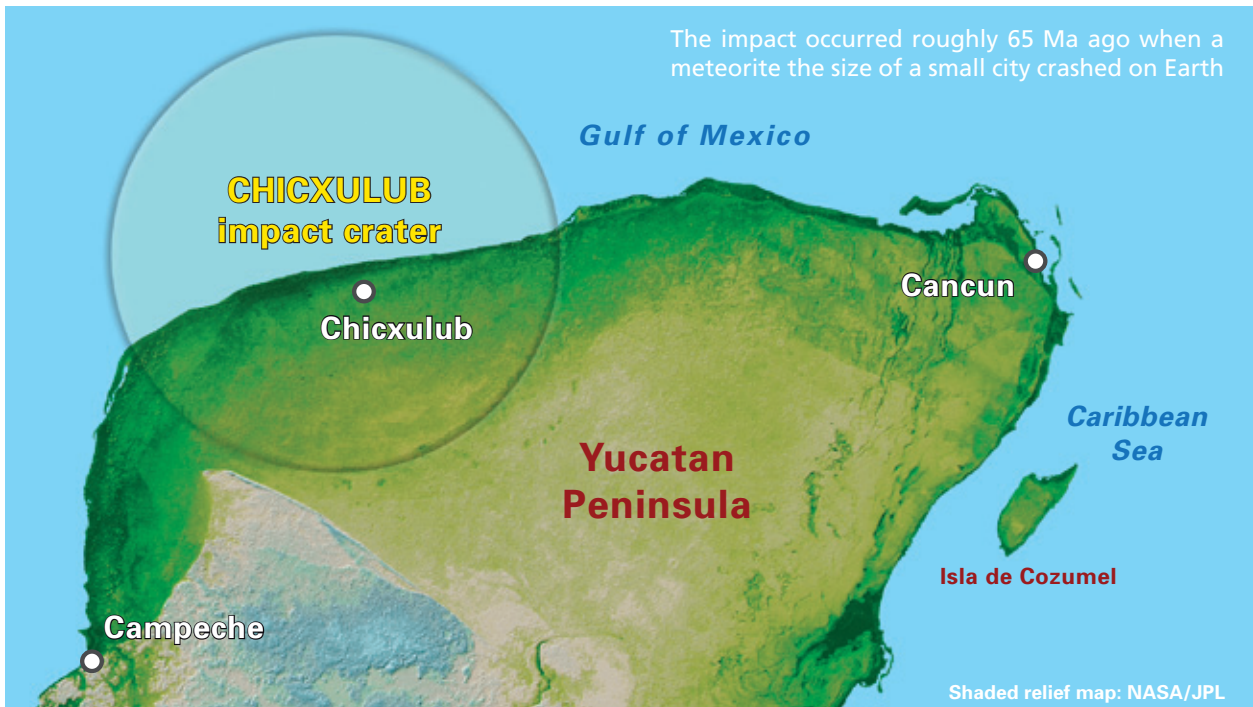 The impact occurred roughly 65 Ma ago when a
meteorite the size of a small city crashed on Earth
Gulf of Mexico
CHICXULUB
impact crater
Cancun
Chicxulub
Caribbean
Sea
Yucatan
Peninsula
Isla de Cozumel
Campeche
Shaded relief map: NASA/JPL